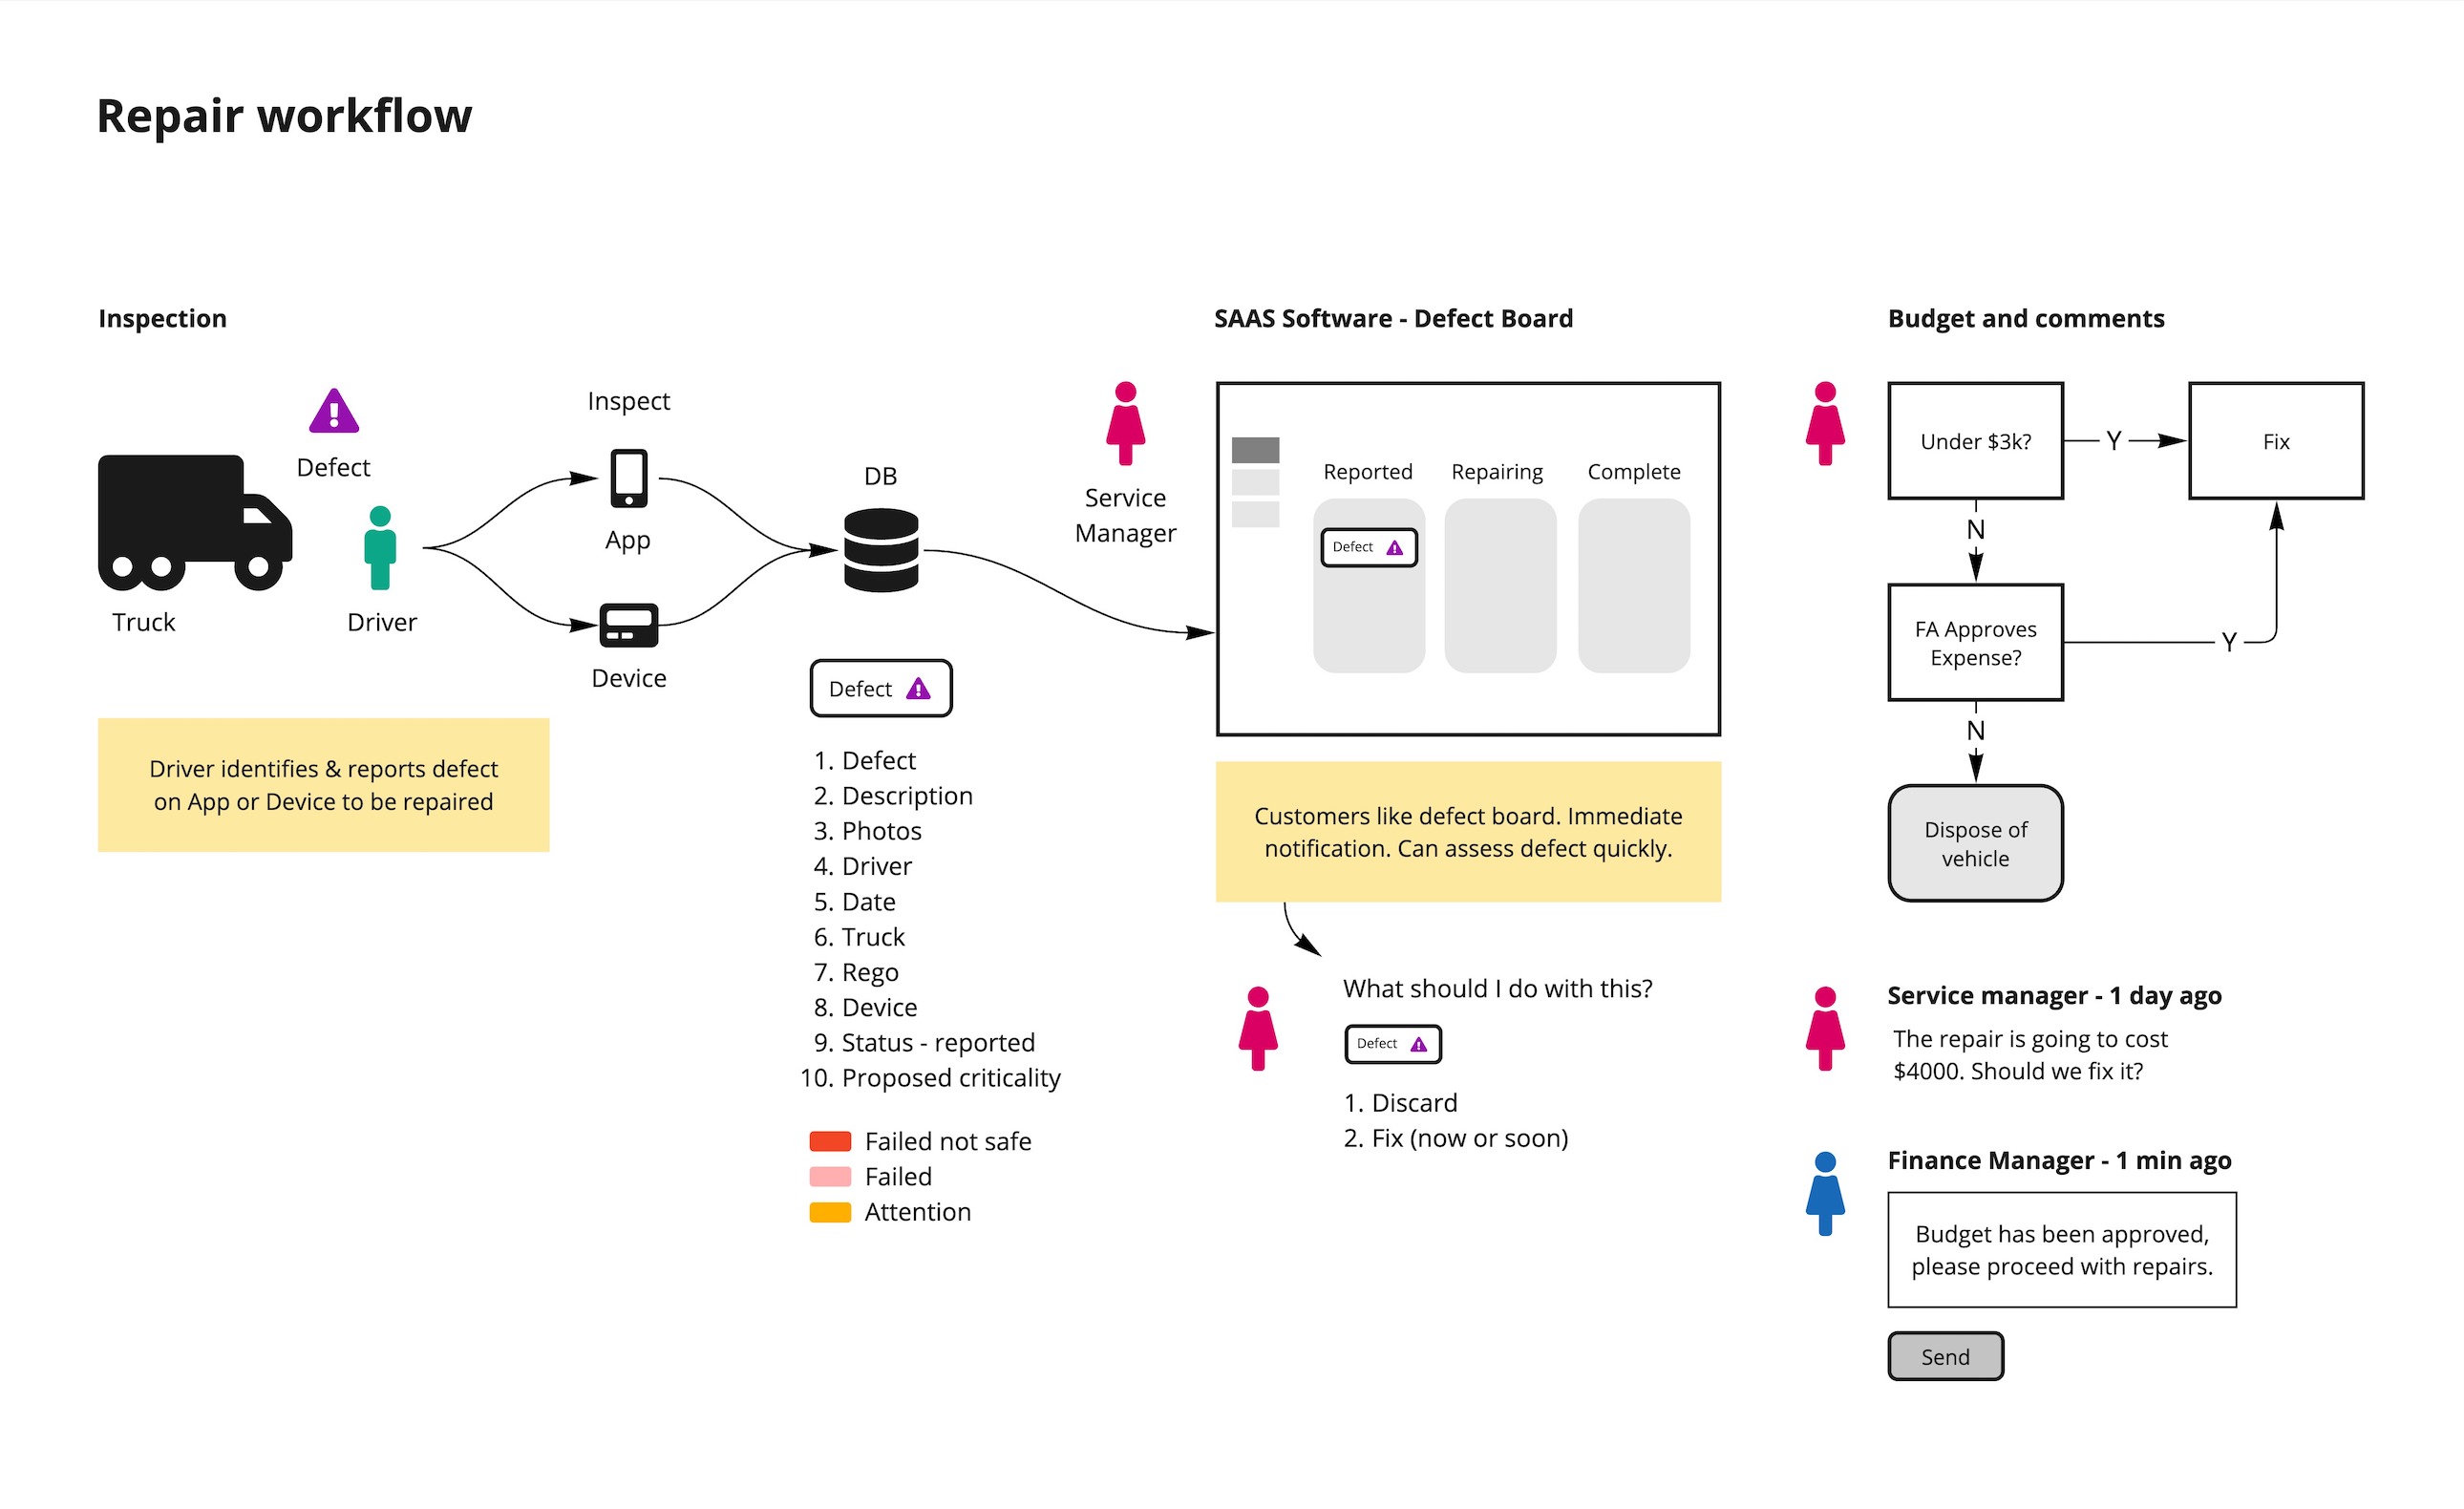 Repair workflow
Inspection
Defect
Truck
Driver
Inspect
App
Device
Driver identifies & reports defect
on App or Device to be repaired
DB
Defect
1. Defect
2. Description
3. Photos
4. Driver
5. Date
6. Truck
7. Rego
8. Device
9. Status - reported
10. Proposed criticality
Failed not safe
Failed
Attention
Service
Manager
SAAS Software - Defect Board
Reported
Repairing
Complete
Defect
Customers like defect board. Immediate
notification. Can assess defect quickly.
What should I do with this?
Defect
1. Discard
2. Fix (now or soon)
Budget and comments
Under $3k?
Y
Fix
N
FA Approves
Expense?
Y
N
Dispose of
vehicle
Service manager - 1 day ago
The repair is going to cost
$4000. Should we fix it?
Finance Manager - 1 min ago
Budget has been approved,
please proceed with repairs.
Send